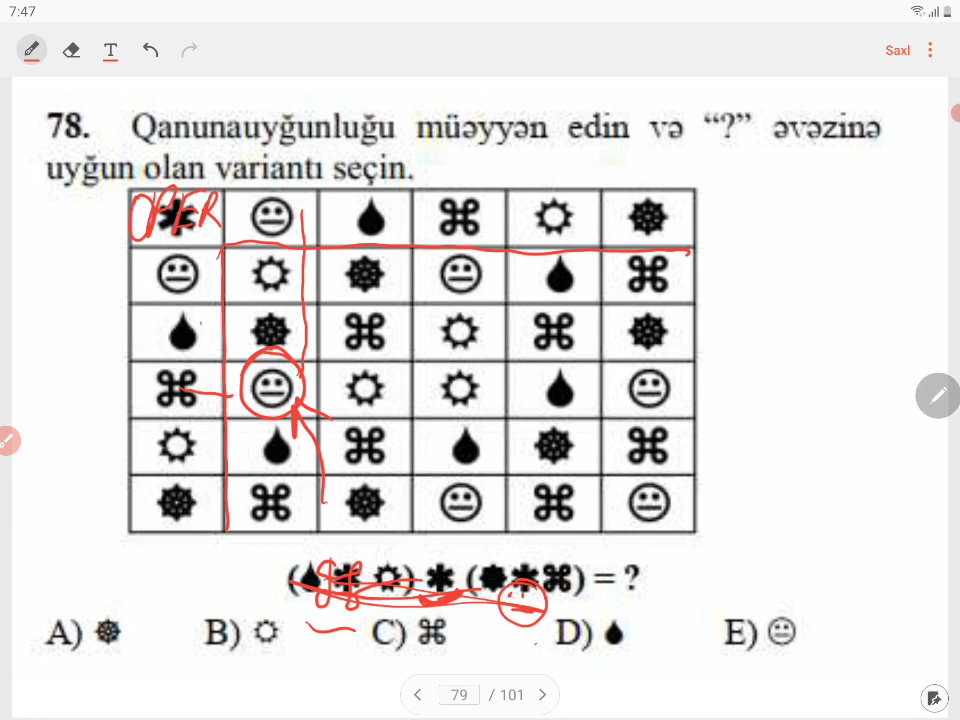 7:47
T
Saxl
78. Qanunauyğunluğu müəyyən edin və “?” əvəzinə
uyğun olan variantı seçin.
OPER
(💧 ✱ ☼) ✱ (☸ ✱ ⌘) = ?
A) ☸ B) ☼ C) ⌘ D) 💧 E) 😐
79 / 101